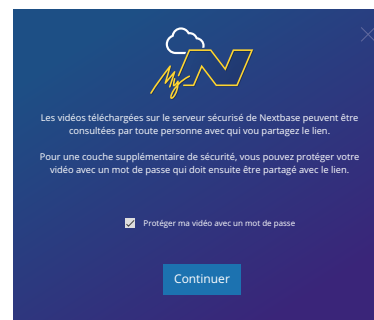 My N
Les vidéos téléchargées sur le serveur sécurisé de Nextbase peuvent être
consultées par toute personne avec qui vou partagez le lien.
Pour une couche supplémentaire de sécurité, vous pouvez protéger votre
vidéo avec un mot de passe qui doit ensuite être partagé avec le lien.
Protéger ma vidéo avec un mot de passe
Continuer